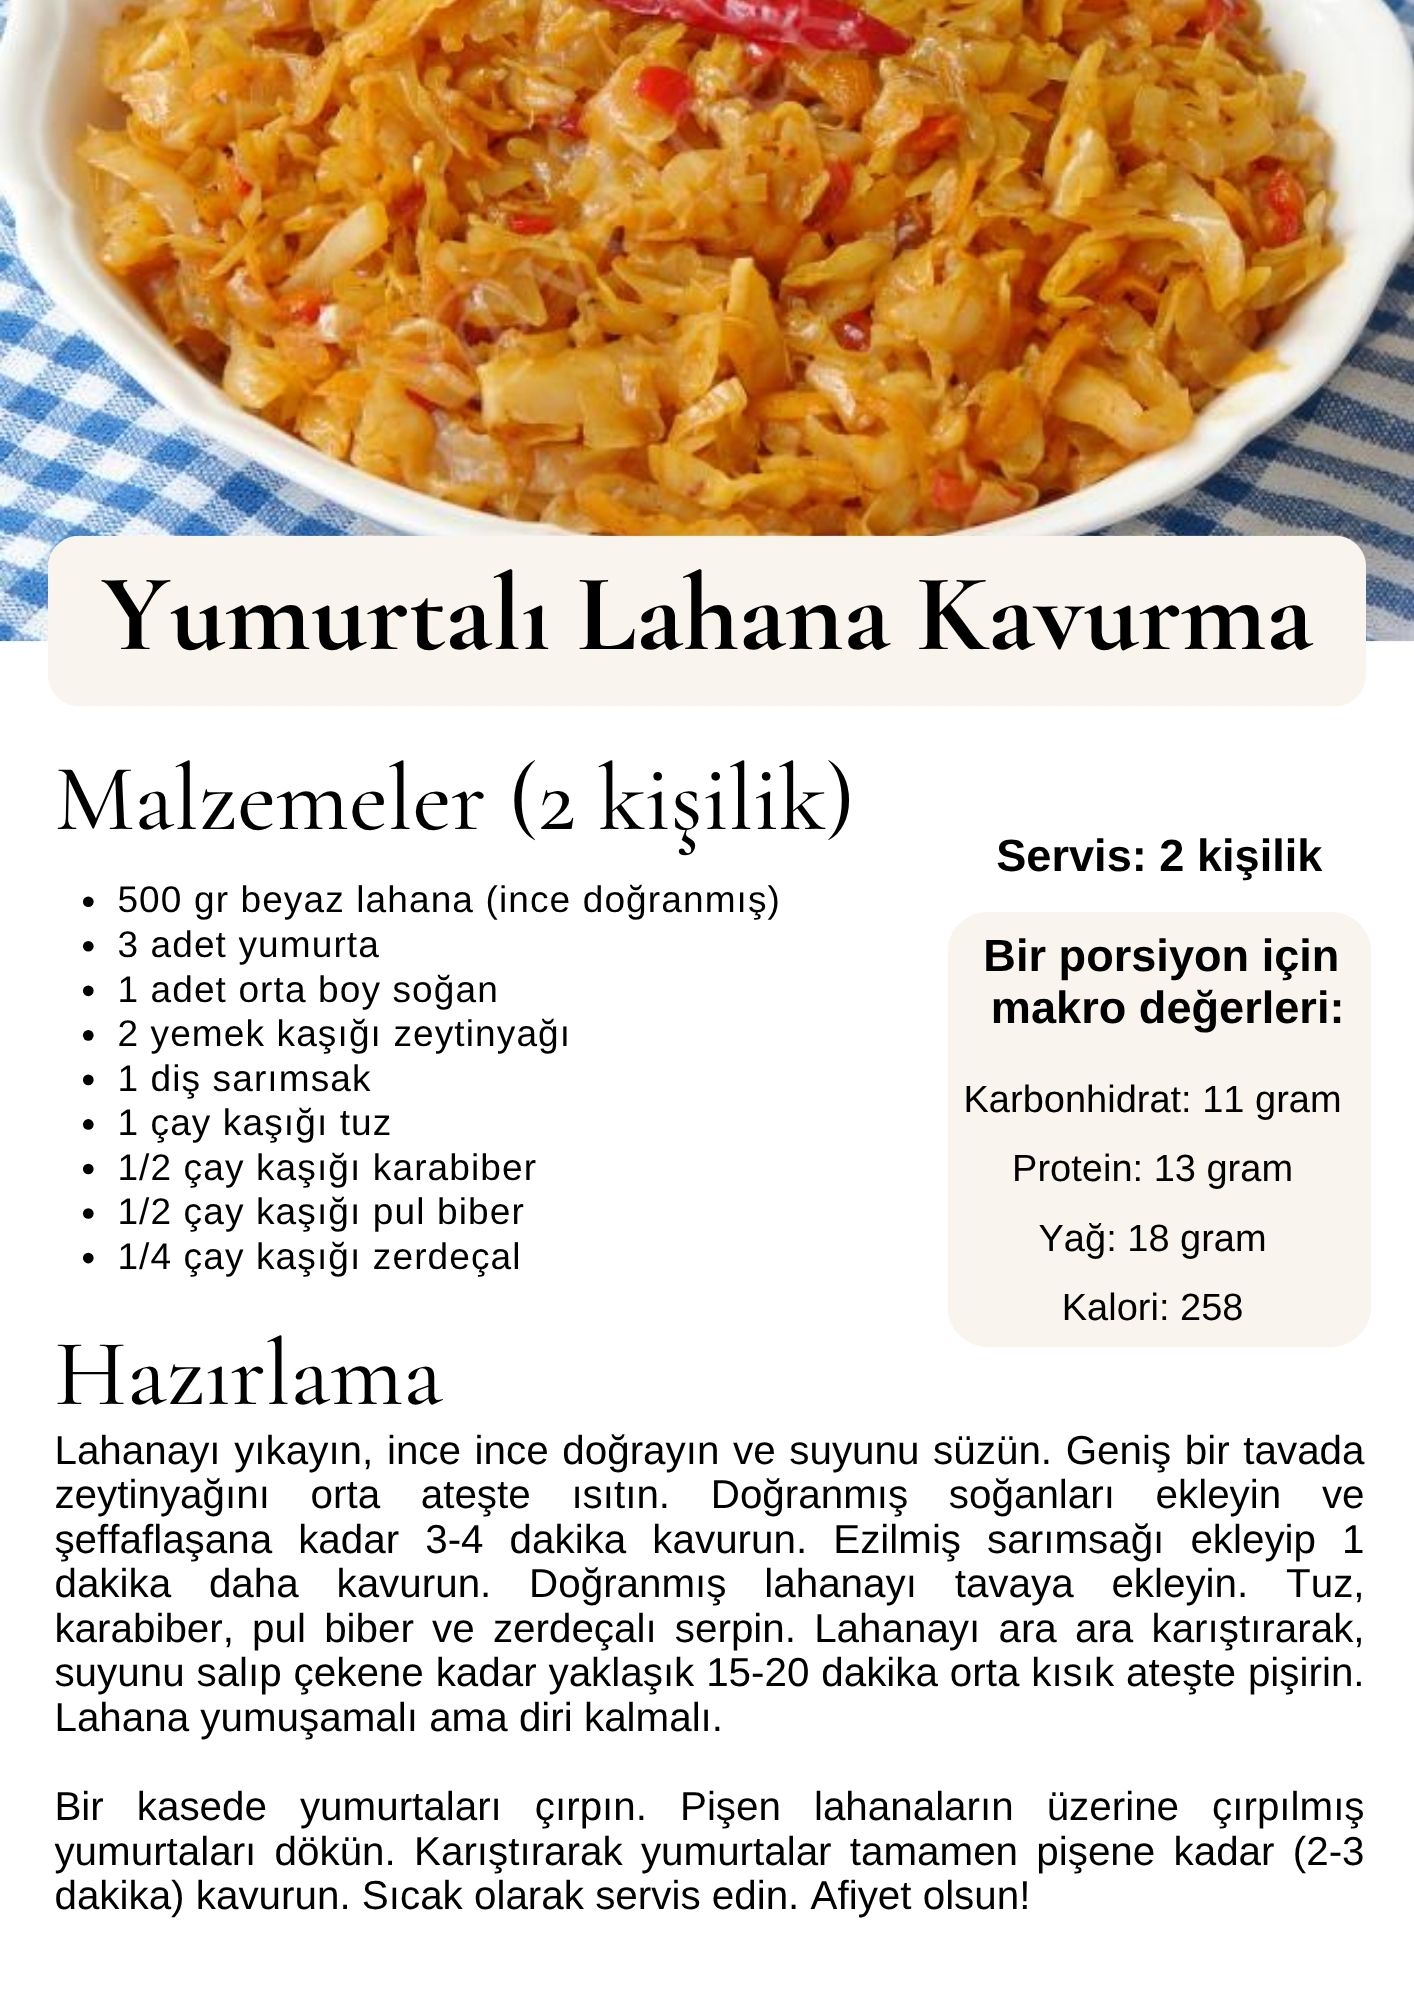 Yumurtalı Lahana Kavurma
Malzemeler (2 kişilik)
500 gr beyaz lahana (ince doğranmış)
3 adet yumurta
1 adet orta boy soğan
2 yemek kaşığı zeytinyağı
1 diş sarımsak
1 çay kaşığı tuz
1/2 çay kaşığı karabiber
1/2 çay kaşığı pul biber
1/4 çay kaşığı zerdeçal
Servis: 2 kişilik
Bir porsiyon için
makro değerleri:
Karbonhidrat: 11 gram
Protein: 13 gram
Yağ: 18 gram
Kalori: 258
Hazırlama
Lahanayı yıkayın, ince ince doğrayın ve suyunu süzün. Geniş bir tavada
zeytinyağını orta ateşte ısıtın. Doğranmış soğanları ekleyin ve
şeffaflaşana kadar 3-4 dakika kavurun. Ezilmiş sarımsağı ekleyip 1
dakika daha kavurun. Doğranmış lahanayı tavaya ekleyin. Tuz,
karabiber, pul biber ve zerdeçalı serpin. Lahanayı ara ara karıştırarak,
suyunu salıp çekene kadar yaklaşık 15-20 dakika orta kısık ateşte pişirin.
Lahana yumuşamalı ama diri kalmalı.
Bir kasede yumurtaları çırpın. Pişen lahanaların üzerine çırpılmış
yumurtaları dökün. Karıştırarak yumurtalar tamamen pişene kadar (2-3
dakika) kavurun. Sıcak olarak servis edin. Afiyet olsun!